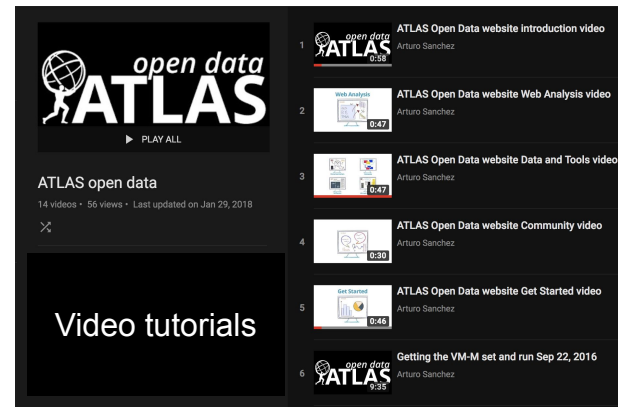 open data
ATLAS
PLAY ALL
ATLAS open data
14 videos • 56 views • Last updated on Jan 29, 2018
Video tutorials
1
open data
ATLAS
0:58
ATLAS Open Data website introduction video
Arturo Sanchez
2
Web Analysis
0:47
ATLAS Open Data website Web Analysis video
Arturo Sanchez
3
0:47
ATLAS Open Data website Data and Tools video
Arturo Sanchez
4
0:30
ATLAS Open Data website Community video
Arturo Sanchez
5
Get Started
0:46
ATLAS Open Data website Get Started video
Arturo Sanchez
6
open data
ATLAS
9:35
Getting the VM-M set and run Sep 22, 2016
Arturo Sanchez